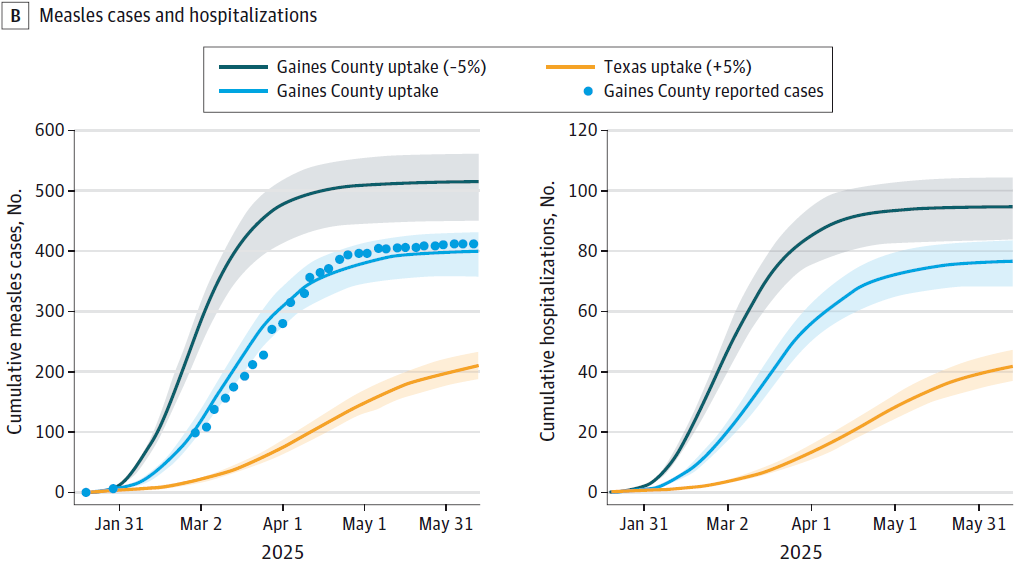 B Measles cases and hospitalizations
Gaines County uptake (-5%)
Texas uptake (+5%)
Gaines County uptake
Gaines County reported cases
Cumulative measles cases, No.
600
500
400
300
200
100
0
Jan 31
Mar 2
Apr 1
May 1
May 31
2025
Cumulative hospitalizations, No.
120
100
80
60
40
20
0
Jan 31
Mar 2
Apr 1
May 1
May 31
2025